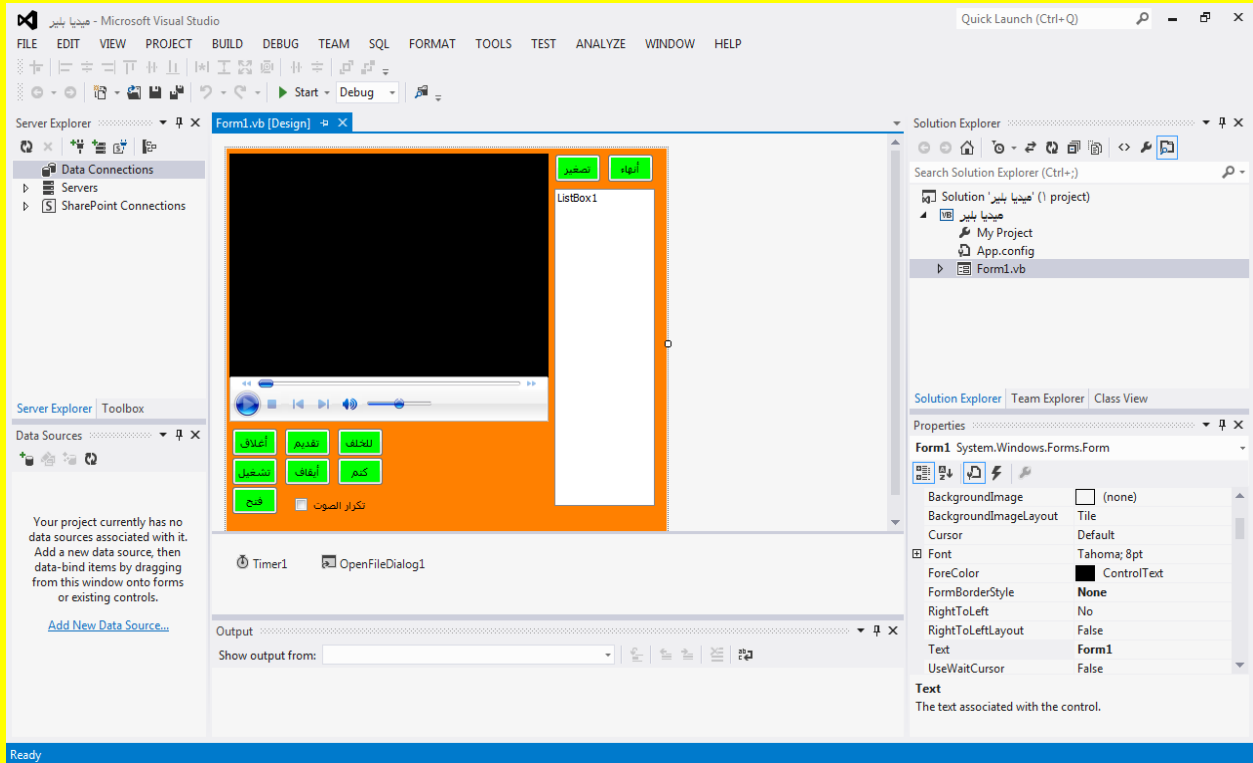 ميديا بلير - Microsoft Visual Studio
Quick Launch (Ctrl+Q)
FILE EDIT VIEW PROJECT BUILD DEBUG TEAM SQL FORMAT TOOLS TEST ANALYZE WINDOW HELP
Start Debug
Server Explorer
Data Connections
Servers
SharePoint Connections
Server Explorer Toolbox
Data Sources
Your project currently has no
data sources associated with it.
Add a new data source, then
data-bind items by dragging
from this window onto forms
or existing controls.
Add New Data Source...
Form1.vb [Design]
أنهاء تصغير
ListBox1
للخلف تقديم أغلاق
كتم أيقاف تشغيل
فتح
تكرار الصوت
Timer1 OpenFileDialog1
Output
Show output from:
Solution Explorer
Search Solution Explorer (Ctrl+;)
Solution 'ميديا بلير' (١ project)
ميديا بلير
My Project
App.config
Form1.vb
Solution Explorer Team Explorer Class View
Properties
Form1 System.Windows.Forms.Form
BackgroundImage (none)
BackgroundImageLayout Tile
Cursor Default
Font Tahoma; 8pt
ForeColor ControlText
FormBorderStyle None
RightToLeft No
RightToLeftLayout False
Text Form1
UseWaitCursor False
Text
The text associated with the control.
Ready